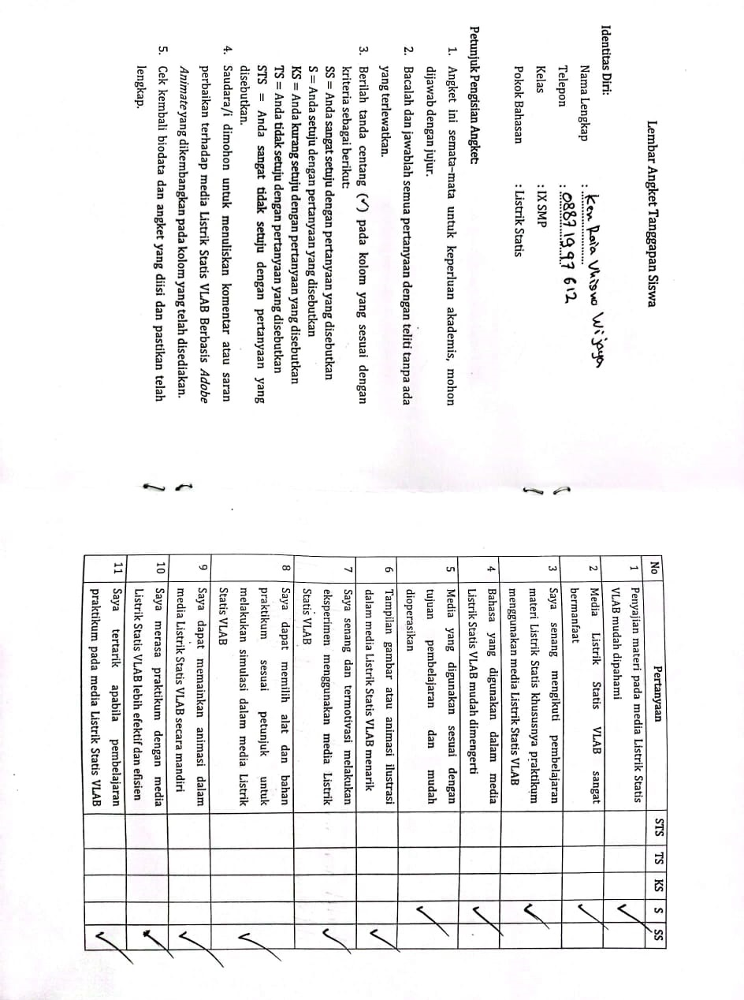 Lembar Angket Tanggapan Siswa
Identitas Diri:
Nama Lengkap : Ken Raia Vhisno Wijaya
Telepon : 0887 1997 612
Kelas : IX SMP
Pokok Bahasan : Listrik Statis
Petunjuk Pengisian Angket:
1. Angket ini semata-mata untuk keperluan akademis, mohon
dijawab dengan jujur.
2. Bacalah dan jawablah semua pertanyaan dengan teliti tanpa ada
yang terlewatkan.
3. Berilah tanda centang (✓) pada kolom yang sesuai dengan
kriteria sebagai berikut:
SS = Anda sangat setuju dengan pertanyaan yang disebutkan
S = Anda setuju dengan pertanyaan yang disebutkan
KS = Anda kurang setuju dengan pertanyaan yang disebutkan
TS = Anda tidak setuju dengan pertanyaan yang disebutkan
STS = Anda sangat tidak setuju dengan pertanyaan yang
disebutkan.
4. Saudara/i dimohon untuk menuliskan komentar atau saran
perbaikan terhadap media Listrik Statis VLAB Berbasis Adobe
Animate yang dikembangkan pada kolom yang telah disediakan.
5. Cek kembali biodata dan angket yang diisi dan pastikan telah
lengkap.
No Pertanyaan STS TS KS S SS
1 Penyajian materi pada media Listrik Statis
VLAB mudah dipahami ✓
2 Media Listrik Statis VLAB sangat
bermanfaat ✓
3 Saya senang mengikuti pembelajaran
materi Listrik Statis khususnya praktikum
menggunakan media Listrik Statis VLAB ✓
4 Bahasa yang digunakan dalam media
Listrik Statis VLAB mudah dimengerti ✓
5 Media yang digunakan sesuai dengan
tujuan pembelajaran dan mudah
dioperasikan ✓
6 Tampilan gambar atau animasi ilustrasi
dalam media Listrik Statis VLAB menarik ✓
7 Saya senang dan termotivasi melakukan
eksperimen menggunakan media Listrik
Statis VLAB ✓
8 Saya dapat memilih alat dan bahan
praktikum sesuai petunjuk untuk
melakukan simulasi dalam media Listrik
Statis VLAB ✓
9 Saya dapat memainkan animasi dalam
media Listrik Statis VLAB secara mandiri ✓
10 Saya merasa praktikum dengan media
Listrik Statis VLAB lebih efektif dan efisien ✓
11 Saya tertarik apabila pembelajaran
praktikum pada media Listrik Statis VLAB ✓